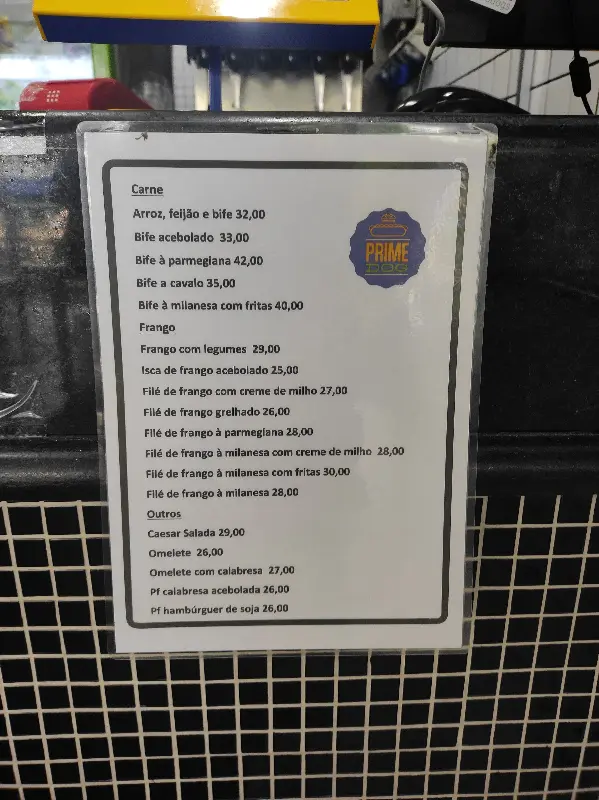 Carne
Arroz, feijão e bife 32,00
Bife acebolado 33,00
Bife à parmegiana 42,00
Bife a cavalo 35,00
Bife à milanesa com fritas 40,00
Frango
Frango com legumes 29,00
Isca de frango acebolado 25,00
Filé de frango com creme de milho 27,00
Filé de frango grelhado 26,00
Filé de frango à parmegiana 28,00
Filé de frango à milanesa com creme de milho 28,00
Filé de frango à milanesa com fritas 30,00
Filé de frango à milanesa 28,00
Outros
Caesar Salada 29,00
Omelete 26,00
Omelete com calabresa 27,00
Pf calabresa acebolada 26,00
Pf hambúrguer de soja 26,00
PRIME
DOG